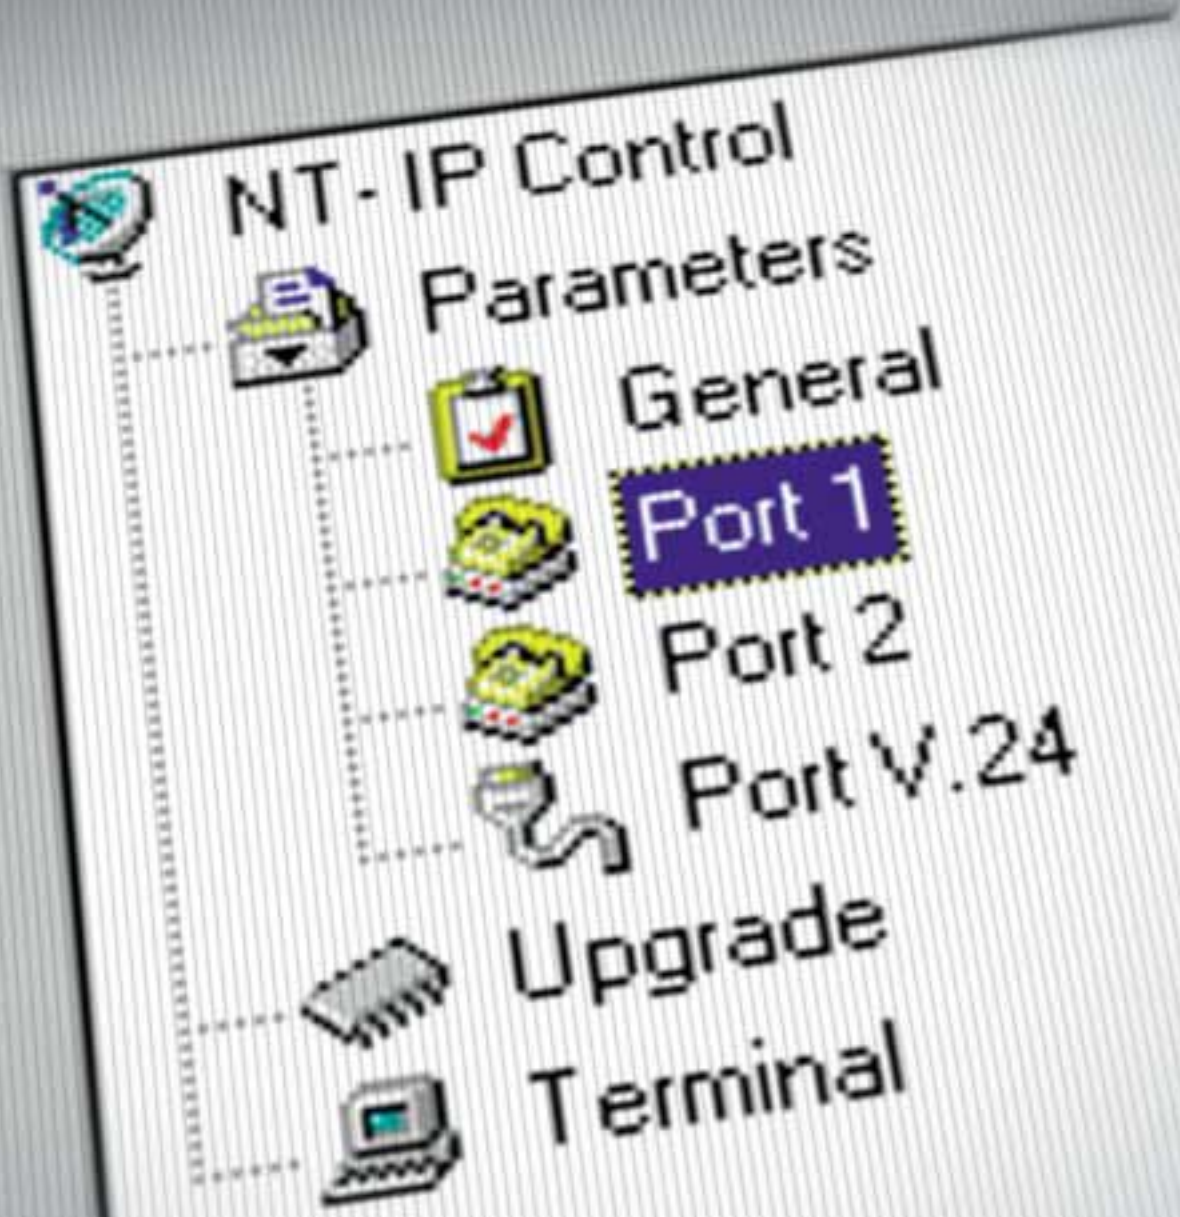 NT- IP Control
Parameters
General
Port 1
Port 2
Port V.24
Upgrade
Terminal